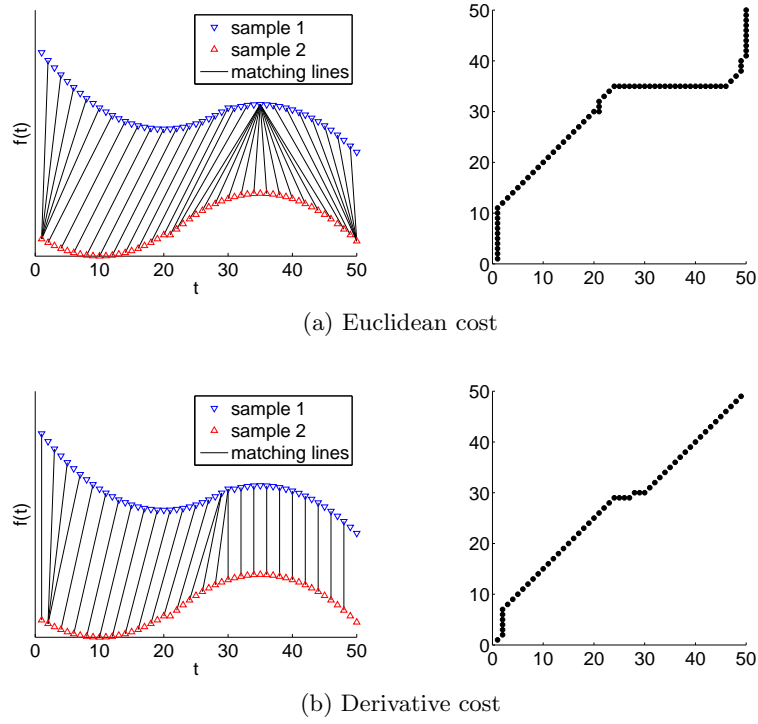 sample 1
sample 2
matching lines
f(t)
0 10 20 30 40 50
t
50
40
30
20
10
0
0 10 20 30 40 50
(a) Euclidean cost
sample 1
sample 2
matching lines
f(t)
0 10 20 30 40 50
t
50
40
30
20
10
0
0 10 20 30 40 50
(b) Derivative cost